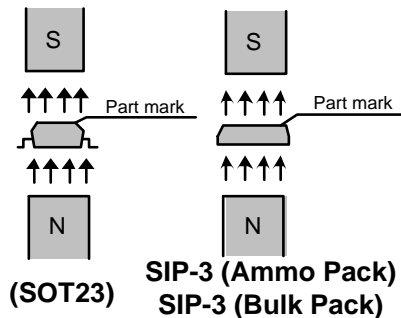 S
S
Part mark
Part mark
N
N
(SOT23)
SIP-3 (Ammo Pack)
SIP-3 (Bulk Pack)